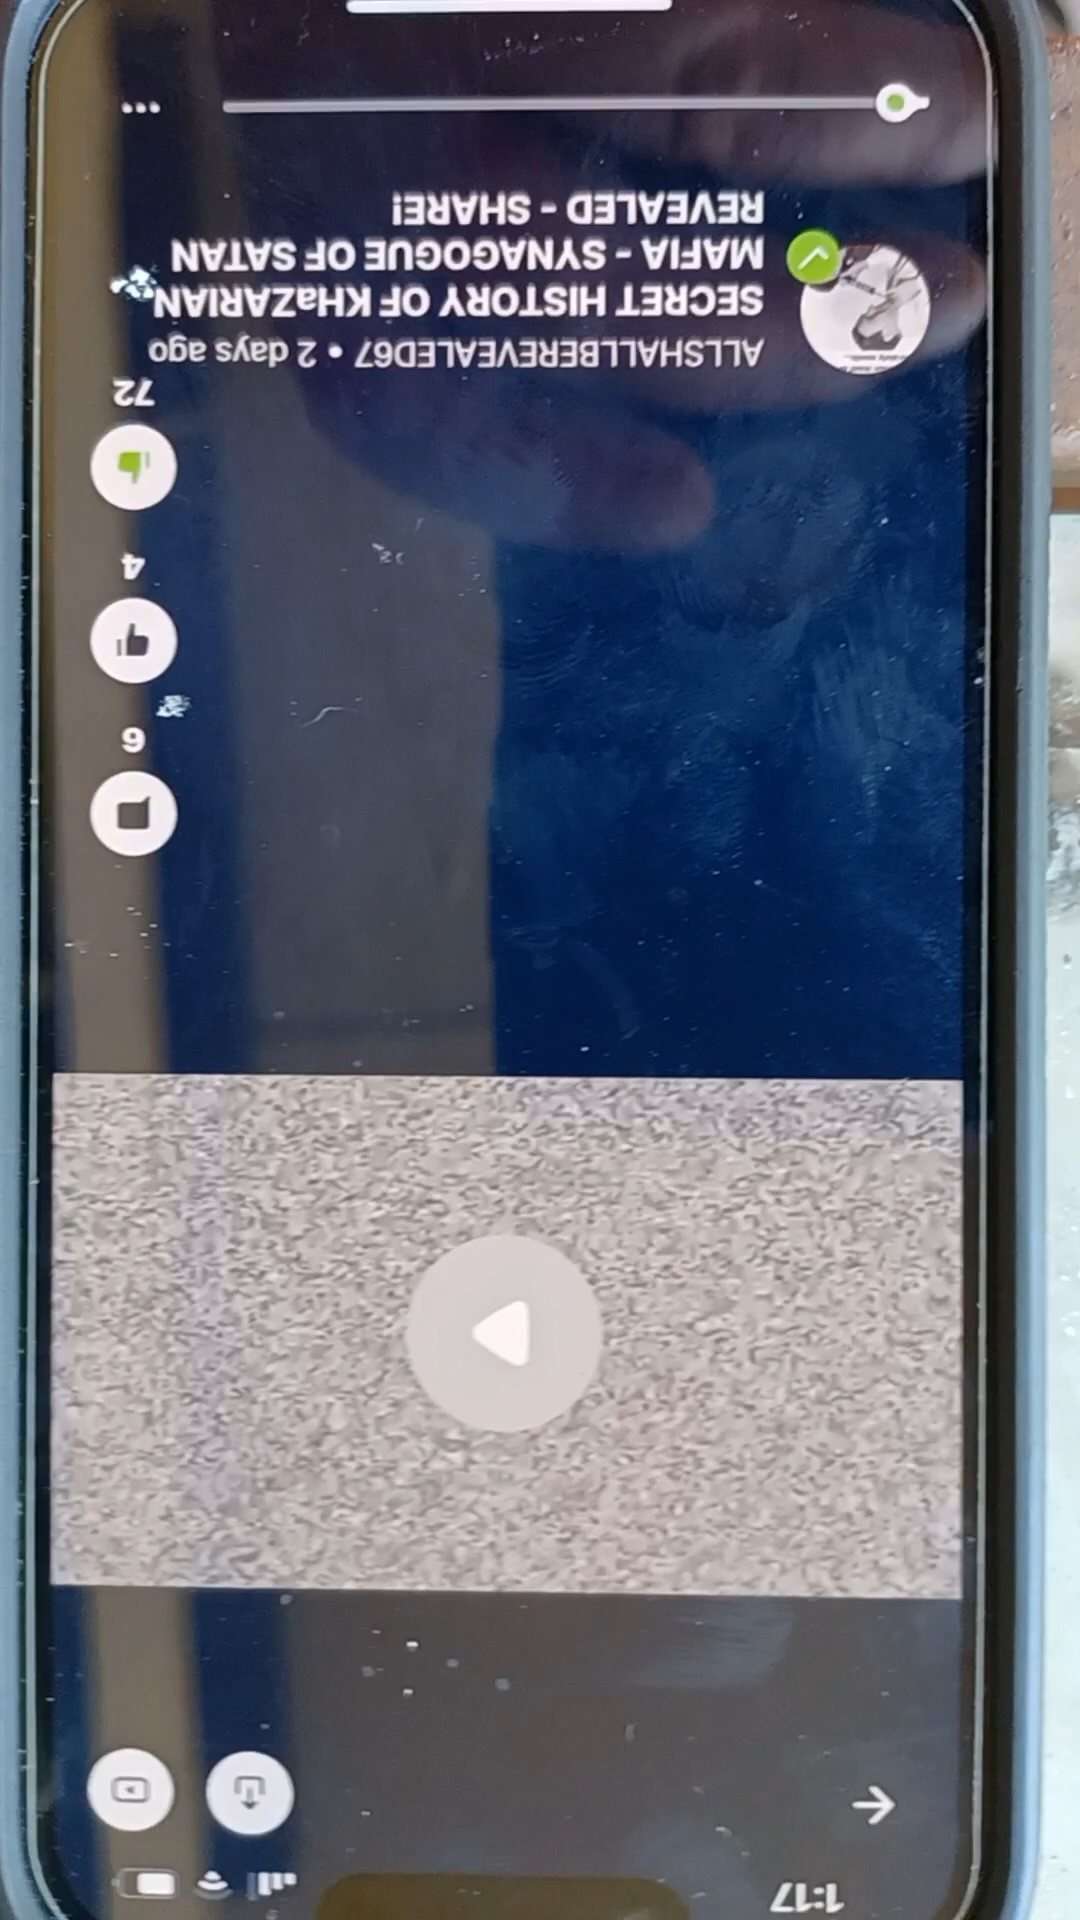 1:17
6
4
72
ALLSHALLBEREVEALED67 • 2 days ago
SECRET HISTORY OF KHaZARIAN
MAFIA - SYNAGOGUE OF SATAN
REVEALED - SHARE!